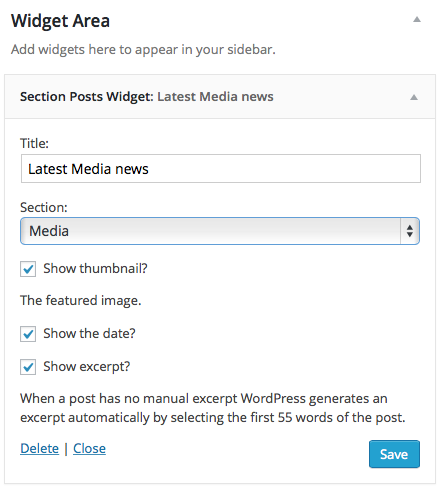 Widget Area
Add widgets here to appear in your sidebar.
Section Posts Widget: Latest Media news
Title:
Latest Media news
Section:
Media
Show thumbnail?
The featured image.
Show the date?
Show excerpt?
When a post has no manual excerpt WordPress generates an
excerpt automatically by selecting the first 55 words of the post.
Delete | Close
Save